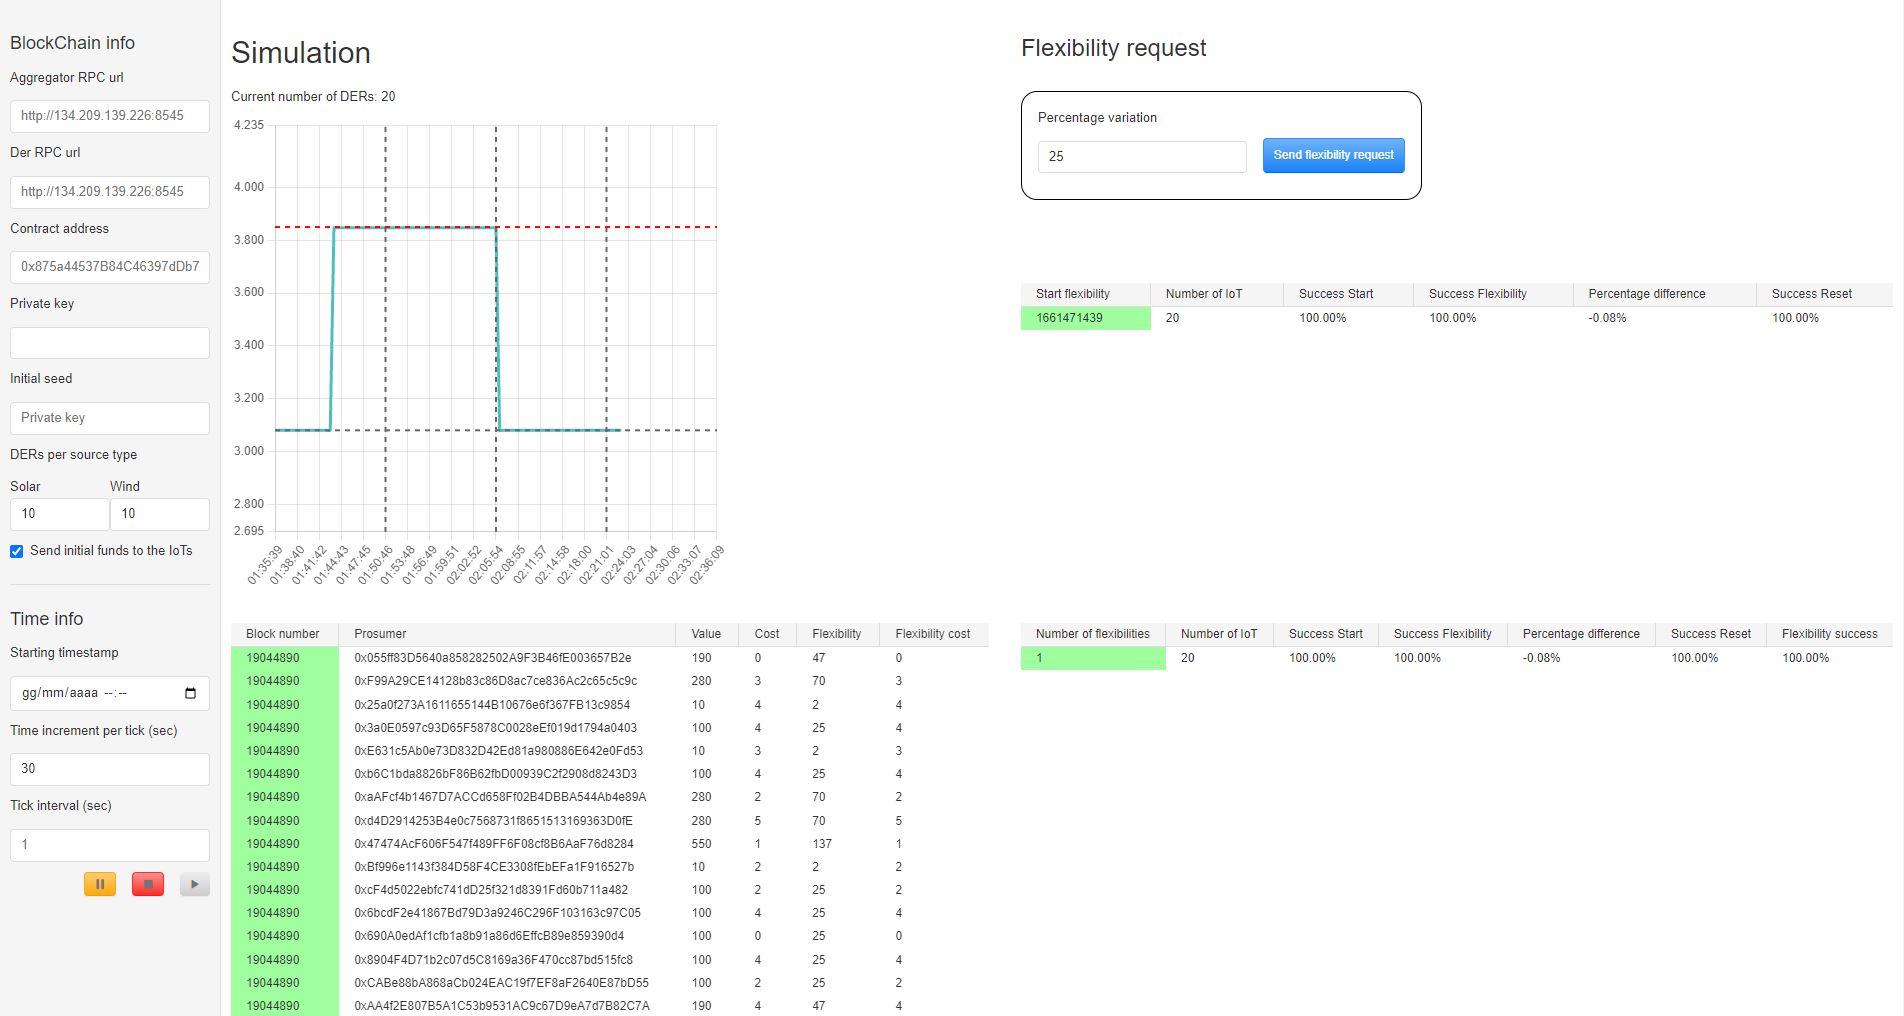 BlockChain info
Aggregator RPC url
http://134.209.139.226:8545
Der RPC url
http://134.209.139.226:8545
Contract address
0x875a44537B84C46397dDb7
Private key
Initial seed
Private key
DERs per source type
Solar Wind
10 10
Send initial funds to the IoTs
Time info
Starting timestamp
gg/mm/aaaa --:--
Time increment per tick (sec)
30
Tick interval (sec)
1
Simulation
Current number of DERs: 20
4.235
4.000
3.800
3.600
3.400
3.200
3.000
2.800
2.695
01:35:39 01:38:40 01:41:42 01:44:43 01:47:45 01:50:46 01:53:48 01:56:49 01:59:51 02:02:52 02:05:54 02:08:55 02:11:57 02:14:58 02:18:00 02:21:01 02:24:03 02:27:04 02:30:06 02:33:07 02:36:09
Block number Prosumer Value Cost Flexibility Flexibility cost
19044890 0x055ff83D5640a858282502A9F3B46fE003657B2e 190 0 47 0
19044890 0xF99A29CE14128b83c86D8ac7ce836Ac2c65c5c9c 280 3 70 3
19044890 0x25a0f273A1611655144B10676e6f367FB13c9854 10 4 2 4
19044890 0x3a0E0597c93D65F5878C0028eEf019d1794a0403 100 4 25 4
19044890 0xE631c5Ab0e73D832D42Ed81a980886E642e0Fd53 10 3 2 3
19044890 0xb6C1bda8826bF86B62fbD00939C2f2908d8243D3 100 4 25 4
19044890 0xaAFcf4b1467D7ACCd658Ff02B4DBBA544Ab4e89A 280 2 70 2
19044890 0xd4D2914253B4e0c7568731f8651513169363D0fE 280 5 70 5
19044890 0x47474AcF606F547f489FF6F08cf8B6AaF76d8284 550 1 137 1
19044890 0xBf996e1143f384D58F4CE3308fEbEFa1F916527b 10 2 2 2
19044890 0xcF4d5022ebfc741dD25f321d8391Fd60b711a482 100 2 25 2
19044890 0x6bcdF2e41867Bd79D3a9246C296F103163c97C05 100 4 25 4
19044890 0x690A0edAf1cfb1a8b91a86d6EffcB89e859390d4 100 0 25 0
19044890 0x8904F4D71b2c07d5C8169a36F470cc87bd515fc8 100 4 25 4
19044890 0xCABe88bA868aCb024EAC19f7EF8aF2640E87bD55 100 2 25 2
19044890 0xAA4f2E807B5A1C53b9531AC9c67D9eA7d7B82C7A 190 4 47 4
Flexibility request
Percentage variation
25 Send flexibility request
Start flexibility Number of IoT Success Start Success Flexibility Percentage difference Success Reset
1661471439 20 100.00% 100.00% -0.08% 100.00%
Number of flexibilities Number of IoT Success Start Success Flexibility Percentage difference Success Reset Flexibility success
1 20 100.00% 100.00% -0.08% 100.00% 100.00%